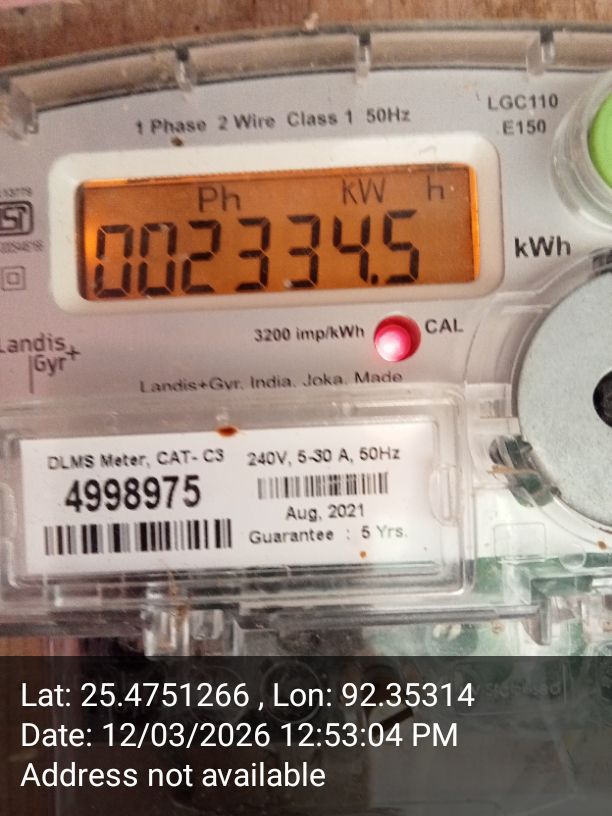 1 Phase 2 Wire Class 1 50Hz
LGC110
E150
Ph KW h
002334.5
kWh
3200 imp/kWh CAL
Landis+
Gyr
Landis+Gyr. India. Joka. Made
DLMS Meter, CAT- C3
4998975
240V, 5-30 A, 50Hz
Aug, 2021
Guarantee : 5 Yrs.
Lat: 25.4751266 , Lon: 92.35314
Date: 12/03/2026 12:53:04 PM
Address not available